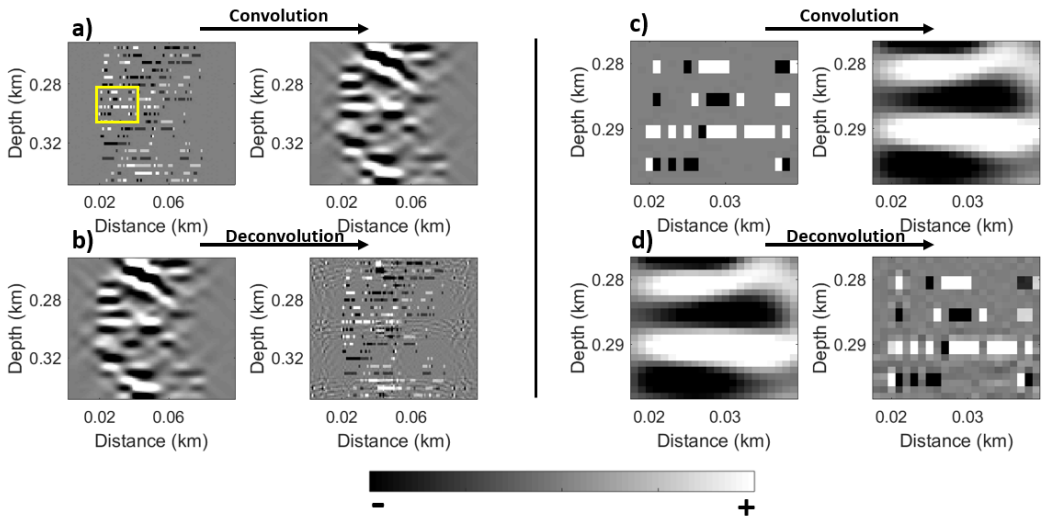 Convolution
a)
Depth (km)
0.28
0.32
0.02
0.06
Distance (km)
Depth (km)
0.28
0.32
0.02
0.06
Distance (km)
Deconvolution
b)
Depth (km)
0.28
0.32
0.02
0.06
Distance (km)
Depth (km)
0.28
0.32
0.02
0.06
Distance (km)
Convolution
c)
Depth (km)
0.28
0.29
0.02
0.03
Distance (km)
Depth (km)
0.28
0.29
0.02
0.03
Distance (km)
Deconvolution
d)
Depth (km)
0.28
0.29
0.02
0.03
Distance (km)
Depth (km)
0.28
0.29
0.02
0.03
Distance (km)
-
+